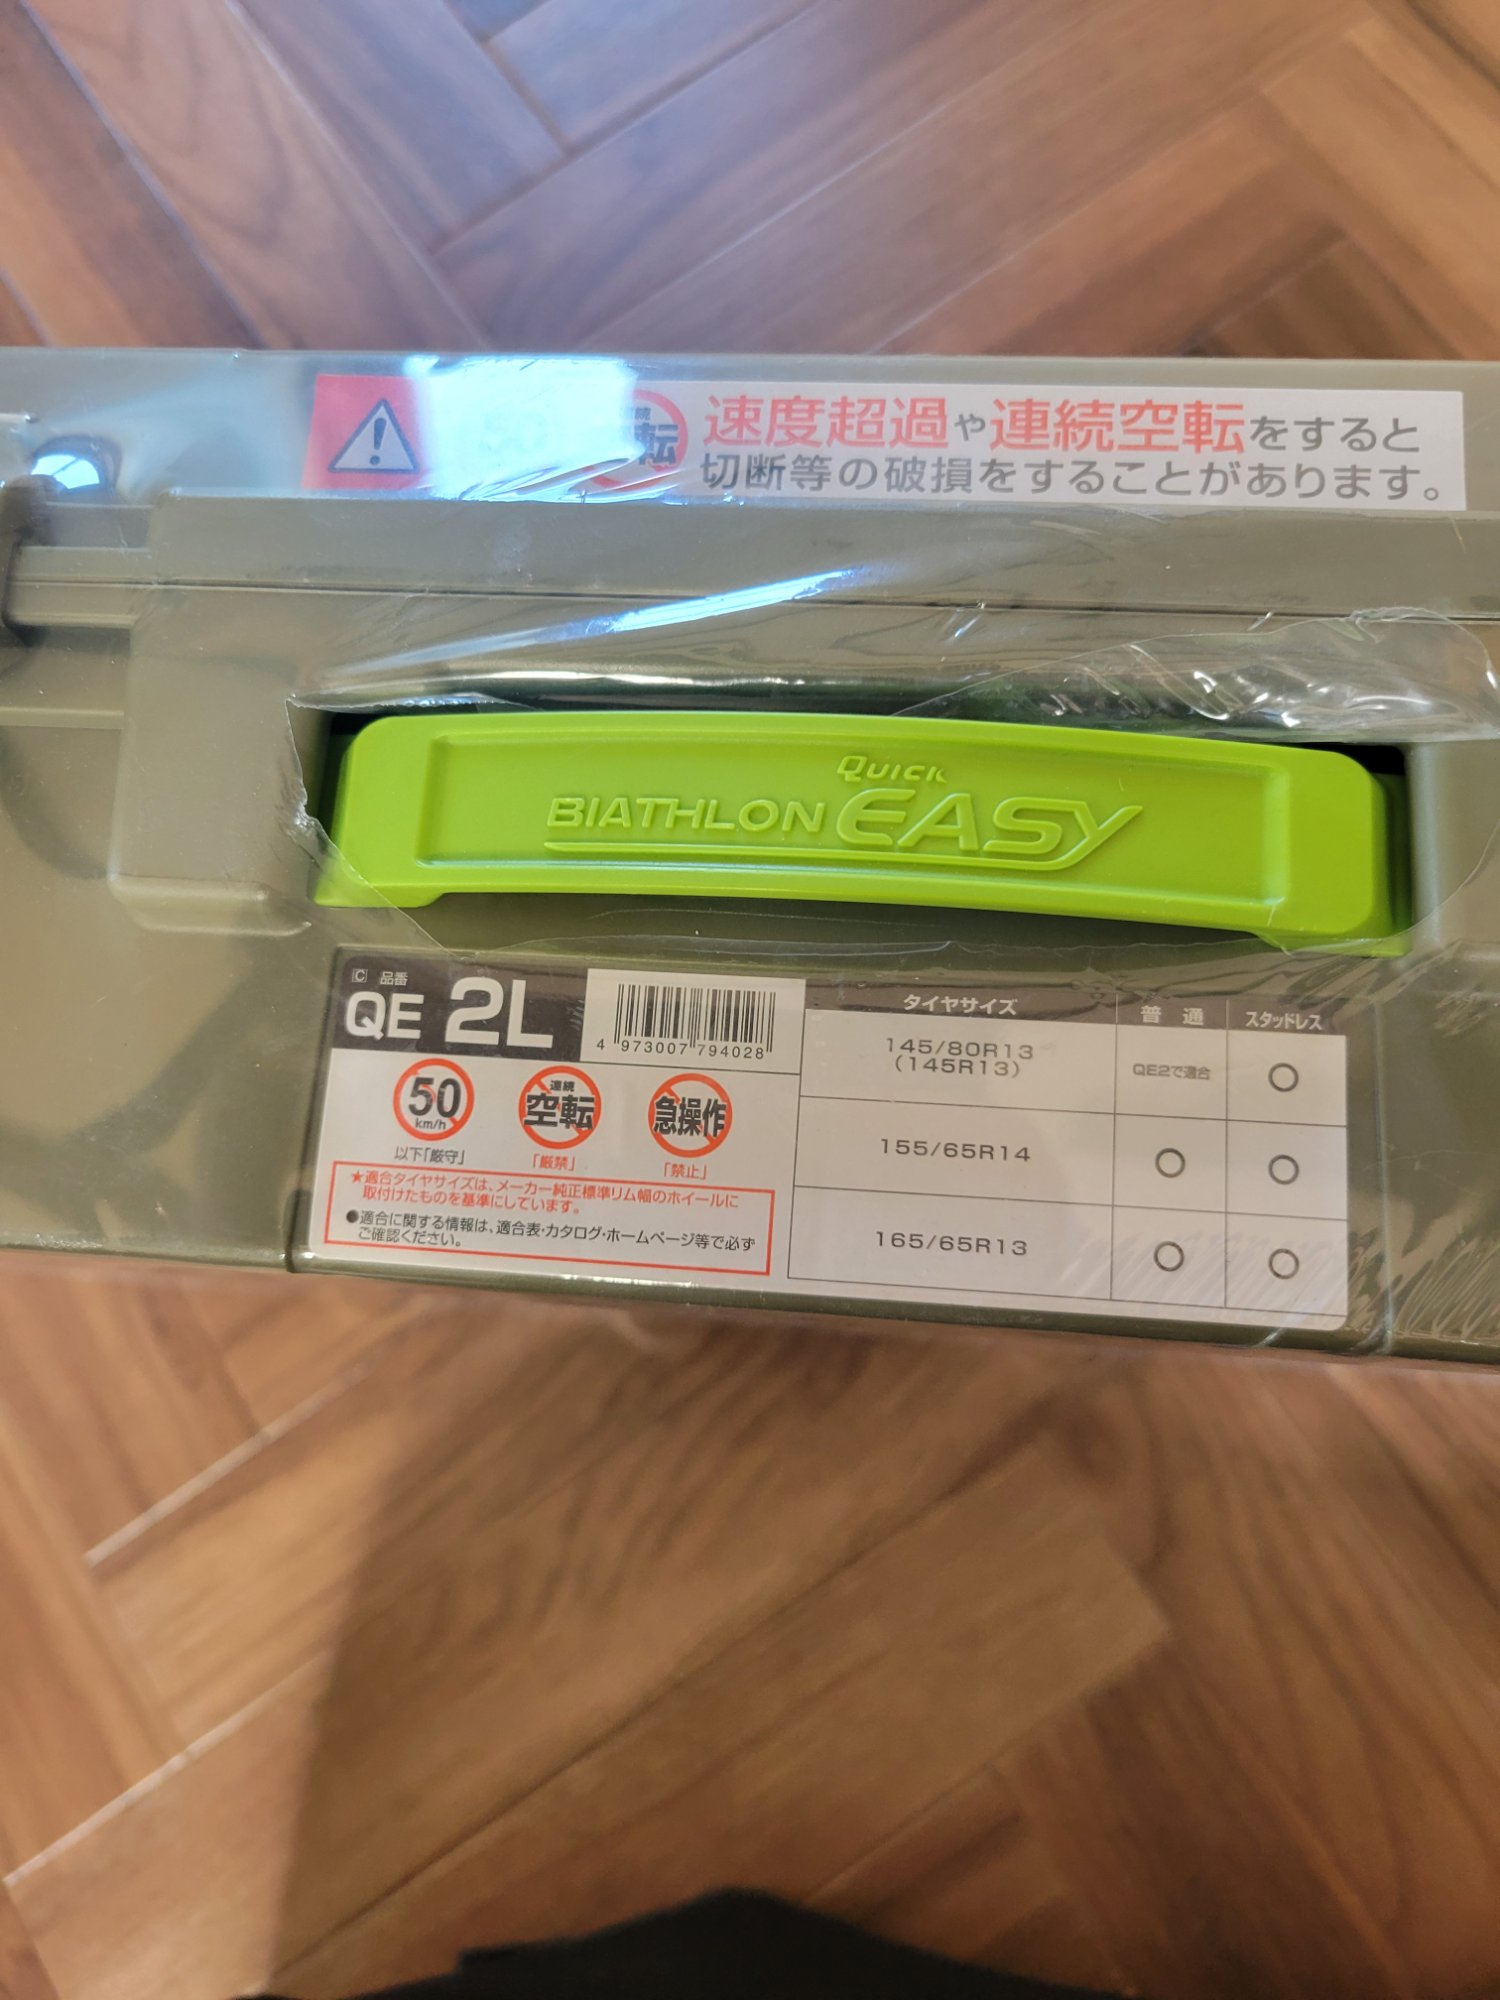 連続
転
速度超過や連続空転をすると
切断等の破損をすることがあります。
QUICK
BIATHLON EASY
C 品番
QE 2L
4 973007 794028
50
km/h
以下「厳守」
連続
空転
「厳禁」
急操作
「禁止」
★適合タイヤサイズは、メーカー純正標準リム幅のホイールに
取付けたものを基準にしています。
●適合に関する情報は、適合表・カタログ・ホームページ等で必ず
ご確認ください。
タイヤサイズ 普通 スタッドレス
145/80R13
(145R13) QE2で適合 ○
155/65R14 ○ ○
165/65R13 ○ ○